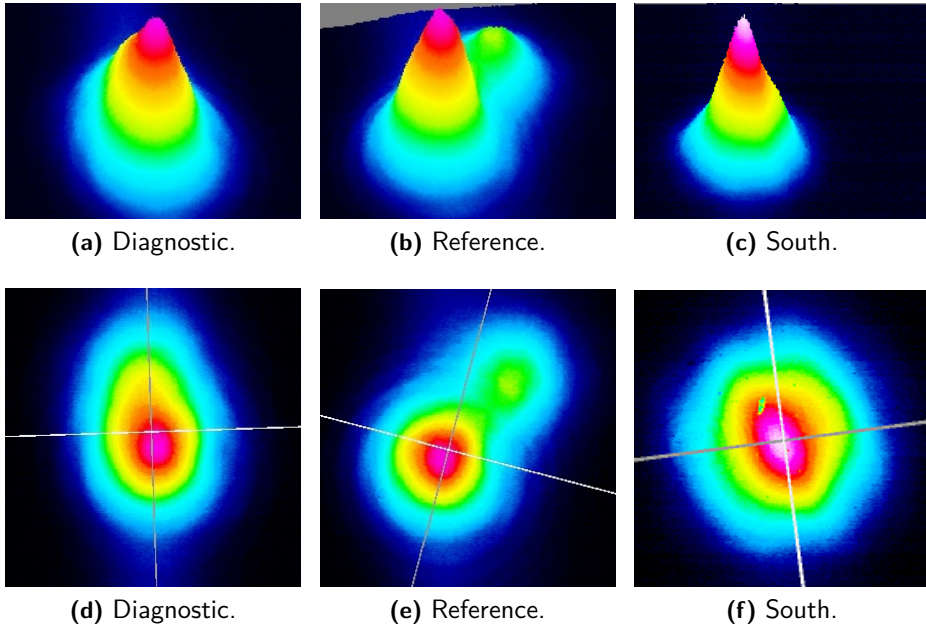 (a) Diagnostic.
(b) Reference.
(c) South.
(d) Diagnostic.
(e) Reference.
(f) South.